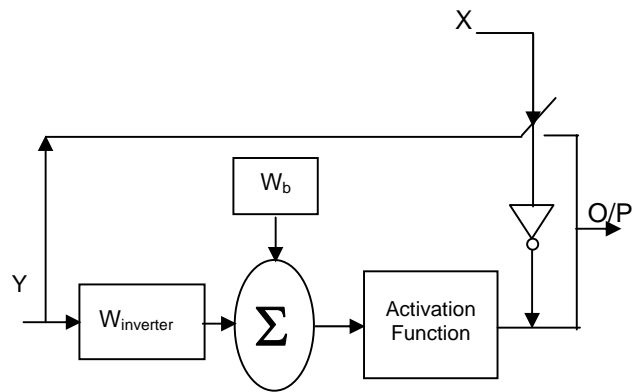 X
W_b
O/P
Y
W_inverter
Σ
Activation
Function